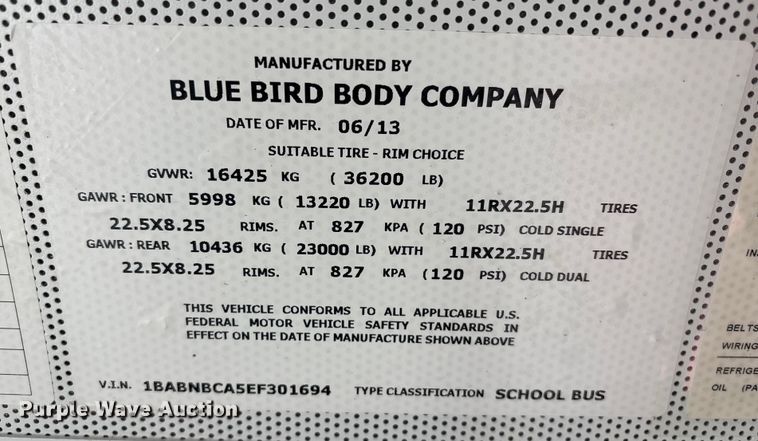 MANUFACTURED BY
BLUE BIRD BODY COMPANY
DATE OF MFR. 06/13
SUITABLE TIRE - RIM CHOICE
GVWR: 16425 KG ( 36200 LB)
GAWR : FRONT 5998 KG ( 13220 LB) WITH 11RX22.5H TIRES
22.5X8.25 RIMS. AT 827 KPA ( 120 PSI) COLD SINGLE
GAWR : REAR 10436 KG ( 23000 LB) WITH 11RX22.5H TIRES
22.5X8.25 RIMS. AT 827 KPA (120 PSI) COLD DUAL
THIS VEHICLE CONFORMS TO ALL APPLICABLE U.S.
FEDERAL MOTOR VEHICLE SAFETY STANDARDS IN
EFFECT ON THE DATE OF MANUFACTURE SHOWN ABOVE
V.I.N. 1BABNBCA5EF301694 TYPE CLASSIFICATION SCHOOL BUS
Purple Wave Auction
BELTS
WIRING
REFRIGE
OIL (PA